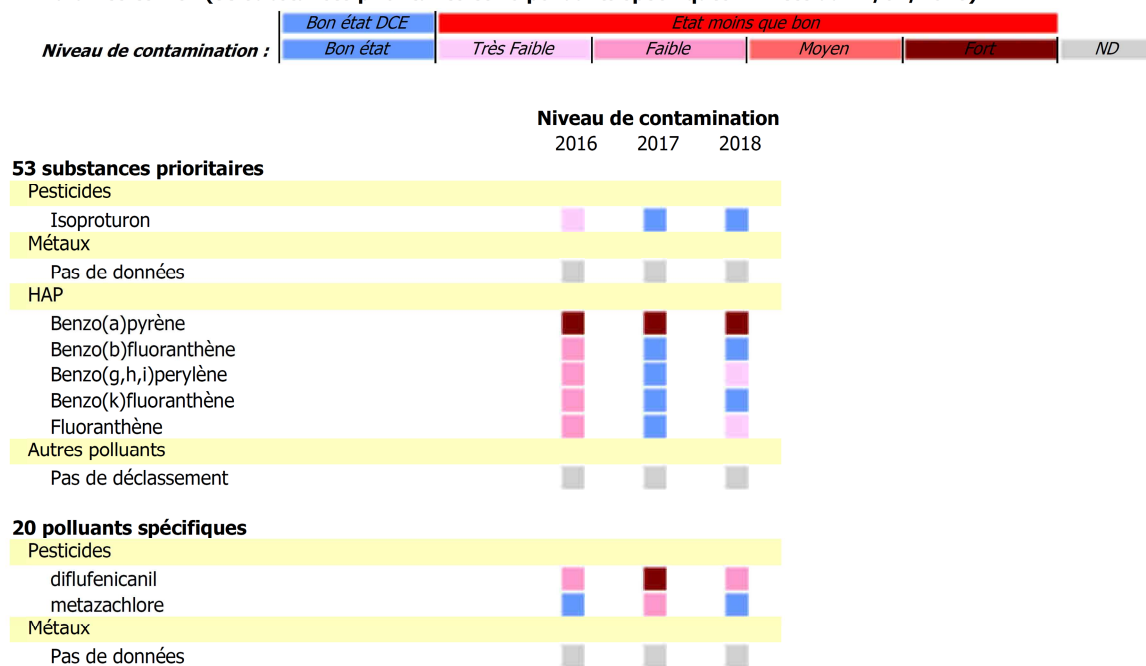 Bon état DCE Etat moins que bon
Niveau de contamination : Bon état Très Faible Faible Moyen Fort ND
Niveau de contamination
2016 2017 2018
53 substances prioritaires
Pesticides
Isoproturon
Métaux
Pas de données
HAP
Benzo(a)pyrène
Benzo(b)fluoranthène
Benzo(g,h,i)perylène
Benzo(k)fluoranthène
Fluoranthène
Autres polluants
Pas de déclassement
20 polluants spécifiques
Pesticides
diflufenicanil
metazachlore
Métaux
Pas de données